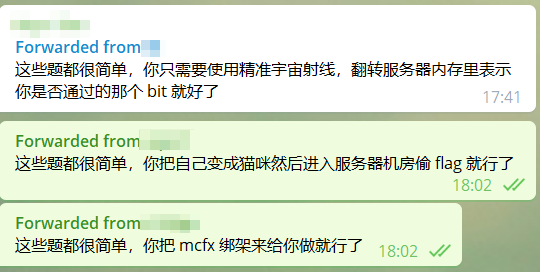 Forwarded from
这些题都很简单，你只需要使用精准宇宙射线，翻转服务器内存里表示
你是否通过的那个 bit 就好了
17:41
Forwarded from
这些题都很简单，你把自己变成猫咪然后进入服务器机房偷 flag 就行了
18:02
Forwarded from
这些题都很简单，你把 mcfx 绑架来给你做就行了
18:02